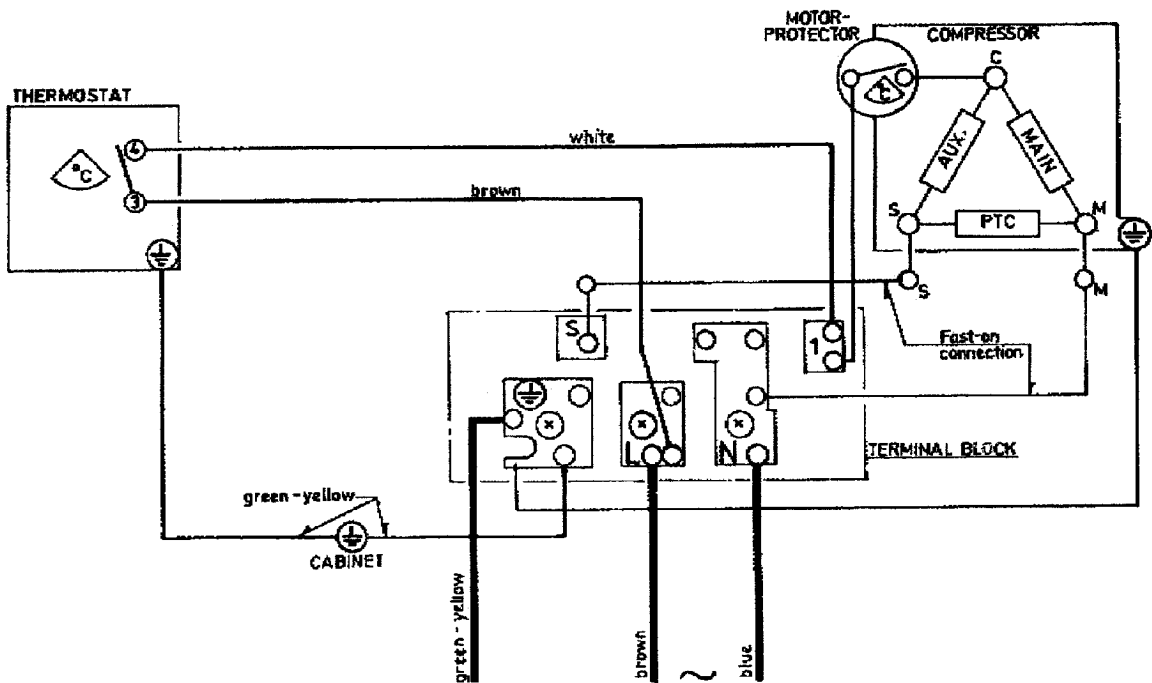 MOTOR-
PROTECTOR
COMPRESSOR
C
°C
THERMOSTAT
4
°C
3
white
brown
AUX.
MAIN
S
PTC
M
S
M
S
1
Fast-on
connection
L
N
TERMINAL BLOCK
green-yellow
CABINET
green-yellow
brown
~
blue